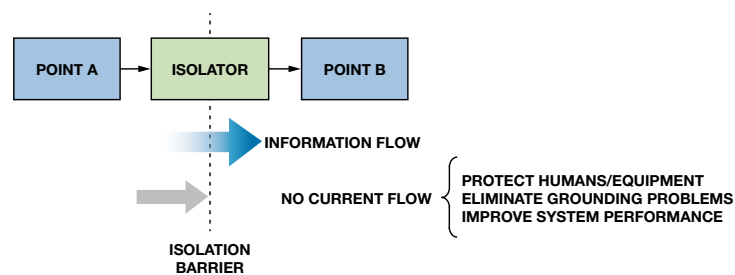 POINT A
ISOLATOR
POINT B
INFORMATION FLOW
NO CURRENT FLOW
PROTECT HUMANS/EQUIPMENT
ELIMINATE GROUNDING PROBLEMS
IMPROVE SYSTEM PERFORMANCE
ISOLATION
BARRIER